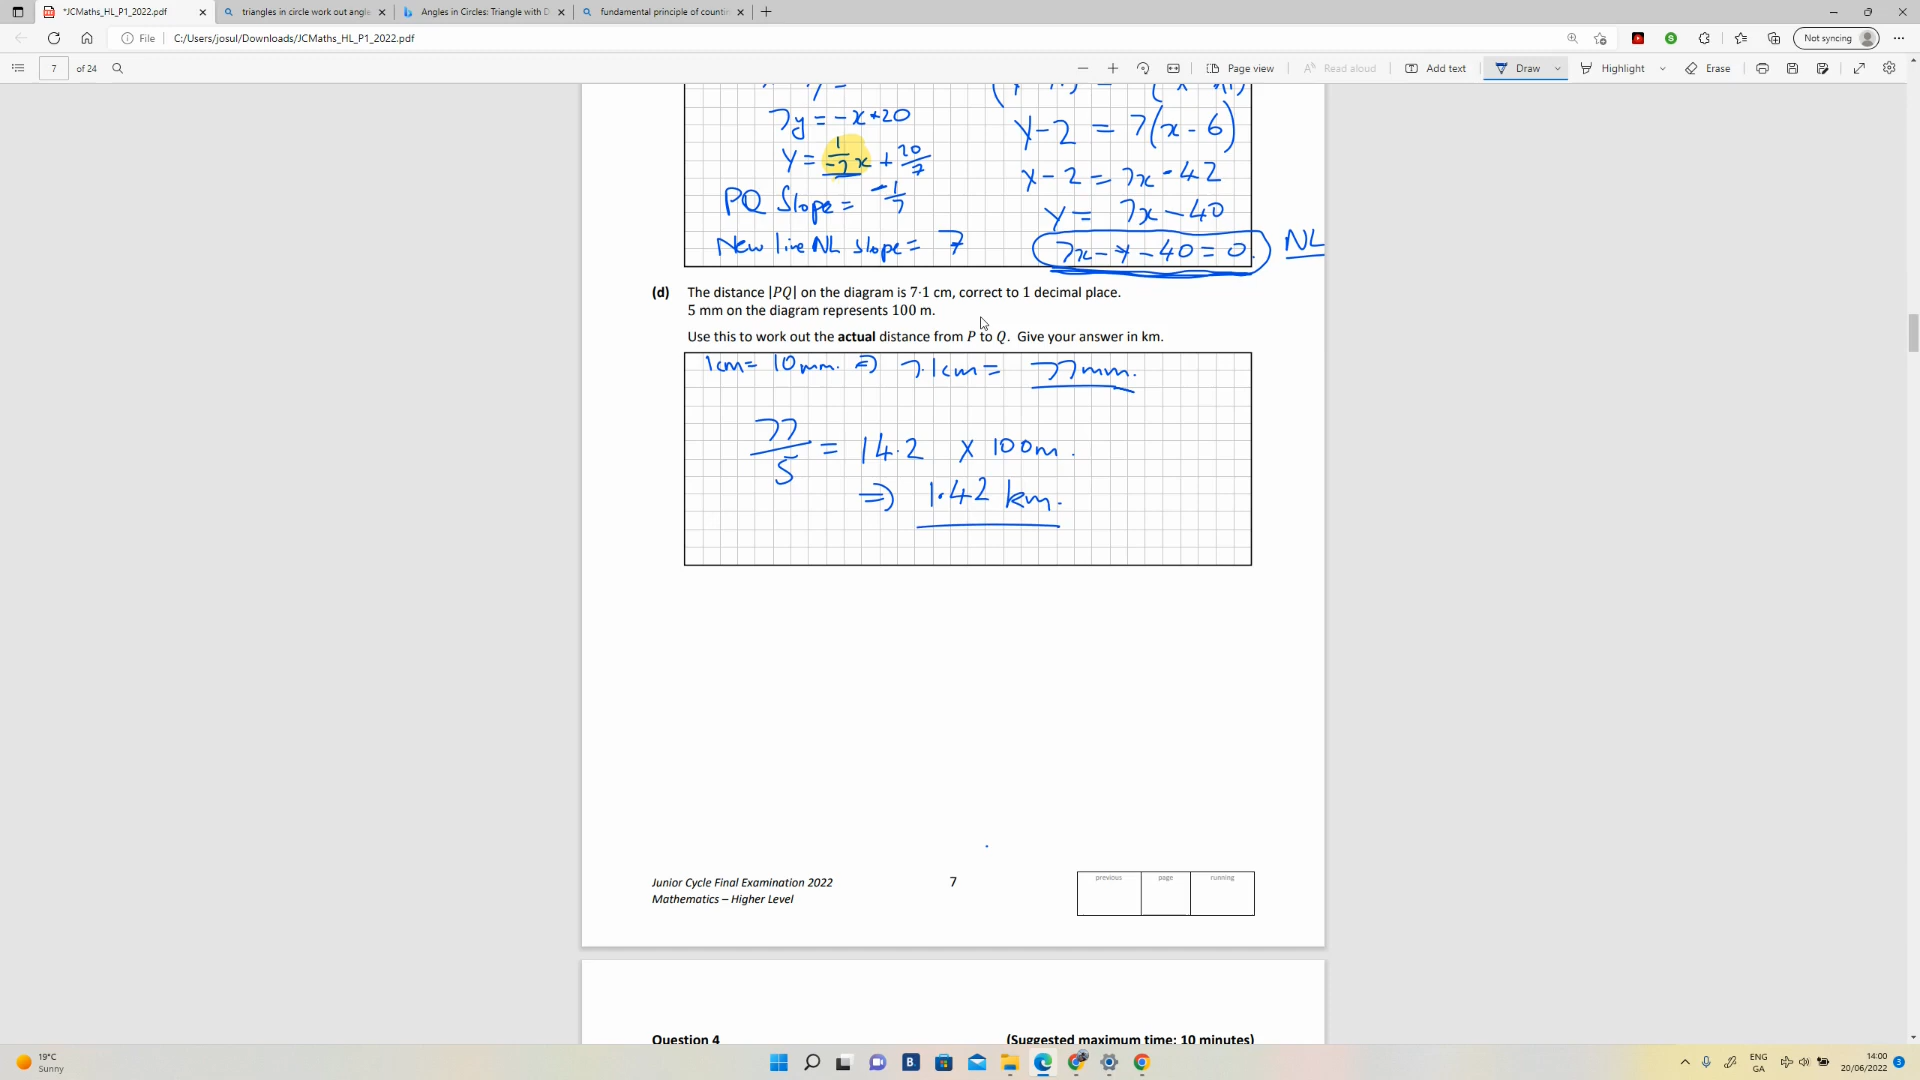 *JCMaths_HL_P1_2022.pdf
triangles in circle work out angle
Angles in Circles: Triangle with D
fundamental principle of counti
File
C:/Users/josul/Downloads/JCMaths_HL_P1_2022.pdf
Not syncing
7 of 24
Page view
Read aloud
Add text
Draw
Highlight
Erase
7y = -x+20
y = 1/-7 x + 20/7
PQ Slope = -1/7
New line NL slope = 7
y-2 = 7(x-6)
y-2 = 7x-42
y = 7x-40
7x-y-40=0. NL
(d) The distance |PQ| on the diagram is 7·1 cm, correct to 1 decimal place.
5 mm on the diagram represents 100 m.
Use this to work out the actual distance from P to Q. Give your answer in km.
1cm= 10mm. => 7.1cm = 77mm.
77/5 = 14.2 x 100m.
=> 1.42 km.
Junior Cycle Final Examination 2022
Mathematics – Higher Level
7
previous page running
Question 4 (Suggested maximum time: 10 minutes)
19°C
Sunny
ENG
GA
14:00
20/06/2022
3